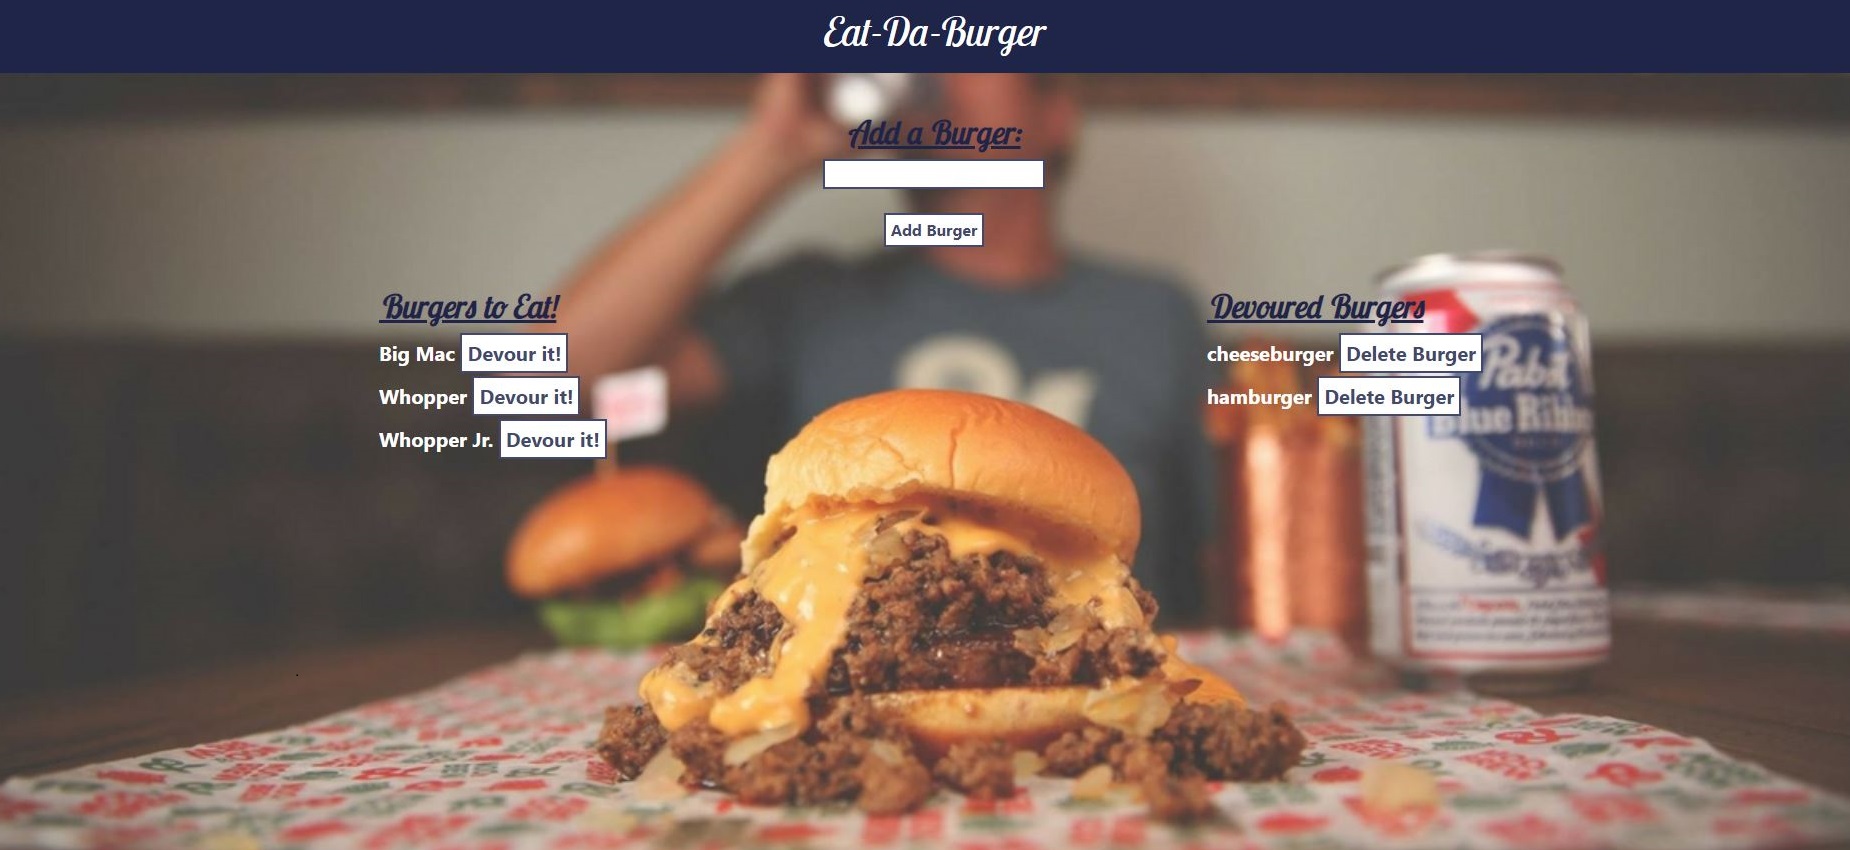 Eat-Da-Burger
Add a Burger:
Add Burger
Burgers to Eat!
Big Mac Devour it!
Whopper Devour it!
Whopper Jr. Devour it!
Devoured Burgers
cheeseburger Delete Burger
hamburger Delete Burger
Pabst
Blue Ribbon